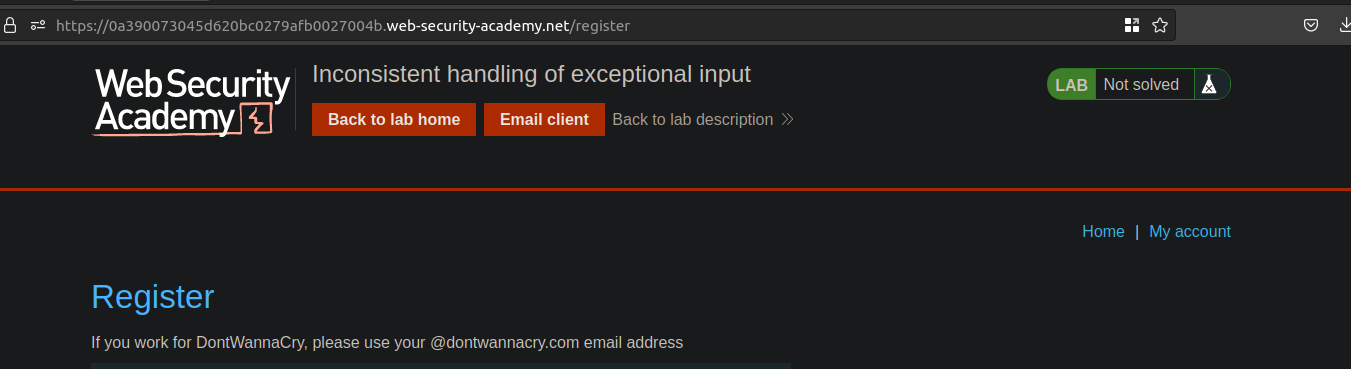 https://0a390073045d620bc0279afb0027004b.web-security-academy.net/register
Web Security
Academy
Inconsistent handling of exceptional input
Back to lab home
Email client
Back to lab description
LAB
Not solved
Home | My account
Register
If you work for DontWannaCry, please use your @dontwannacry.com email address